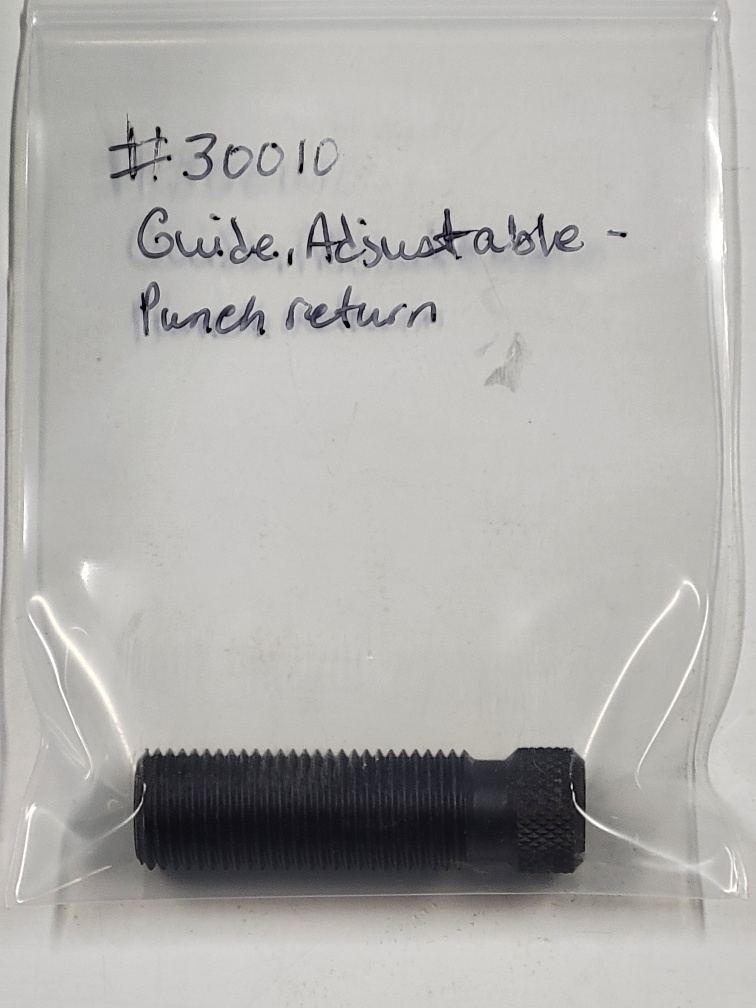 #30010
Guide, Adjustable -
Punch return